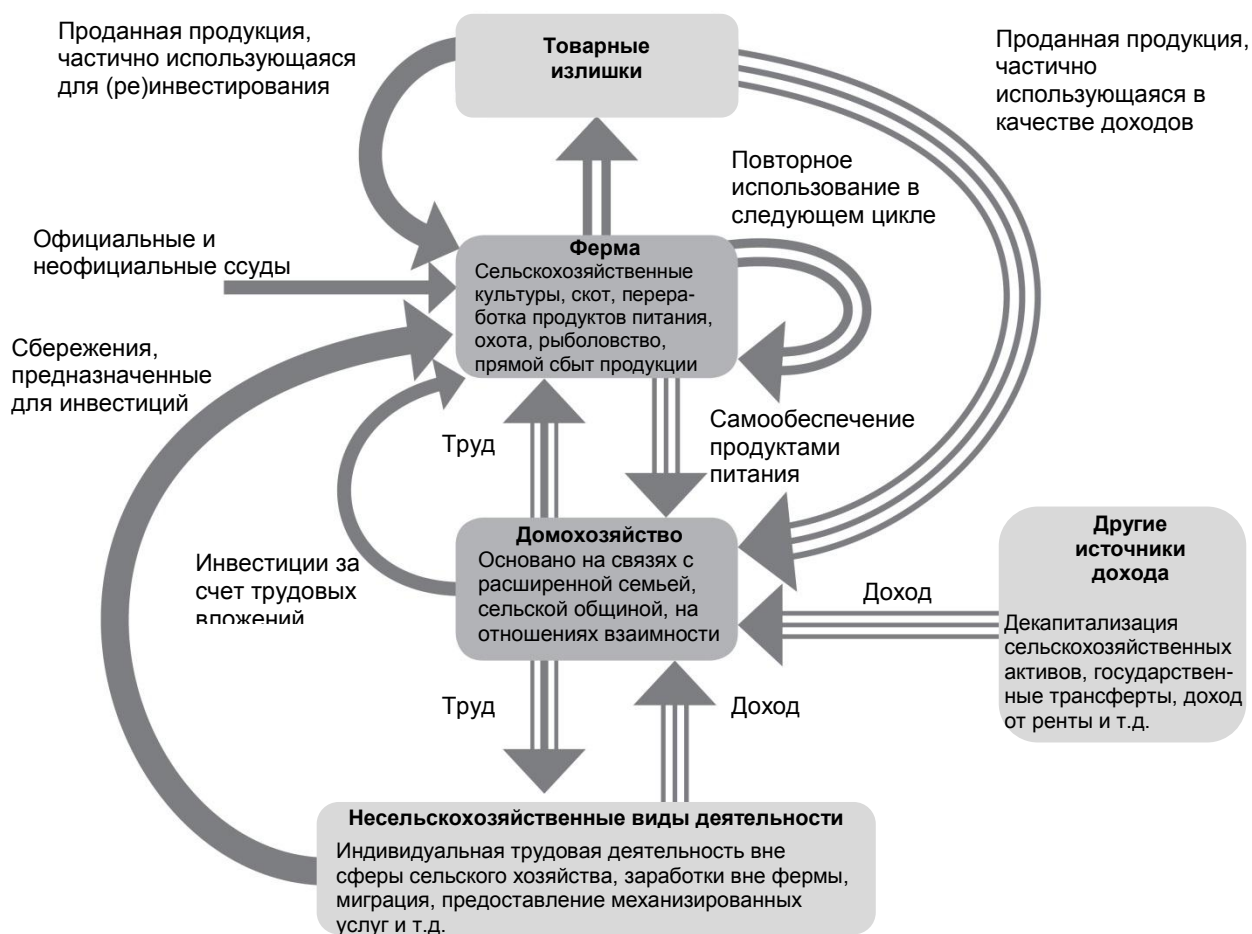 Проданная продукция,
частично использующаяся
для (ре)инвестирования
Товарные
излишки
Проданная продукция,
частично
использующаяся в
качестве доходов
Повторное
использование в
следующем цикле
Официальные и
неофициальные ссуды
Ферма
Сельскохозяйственные
культуры, скот, перера-
ботка продуктов питания,
охота, рыболовство,
прямой сбыт продукции
Сбережения,
предназначенные
для инвестиций
Труд
Самообеспечение
продуктами
питания
Инвестиции за
счет трудовых
вложений
Домохозяйство
Основано на связях с
расширенной семьей,
сельской общиной, на
отношениях взаимности
Доход
Другие
источники
дохода
Декапитализация
сельскохозяйственных
активов, государствен-
ные трансферты, доход
от ренты и т.д.
Труд
Доход
Несельскохозяйственные виды деятельности
Индивидуальная трудовая деятельность вне
сферы сельского хозяйства, заработки вне фермы,
миграция, предоставление механизированных
услуг и т.д.